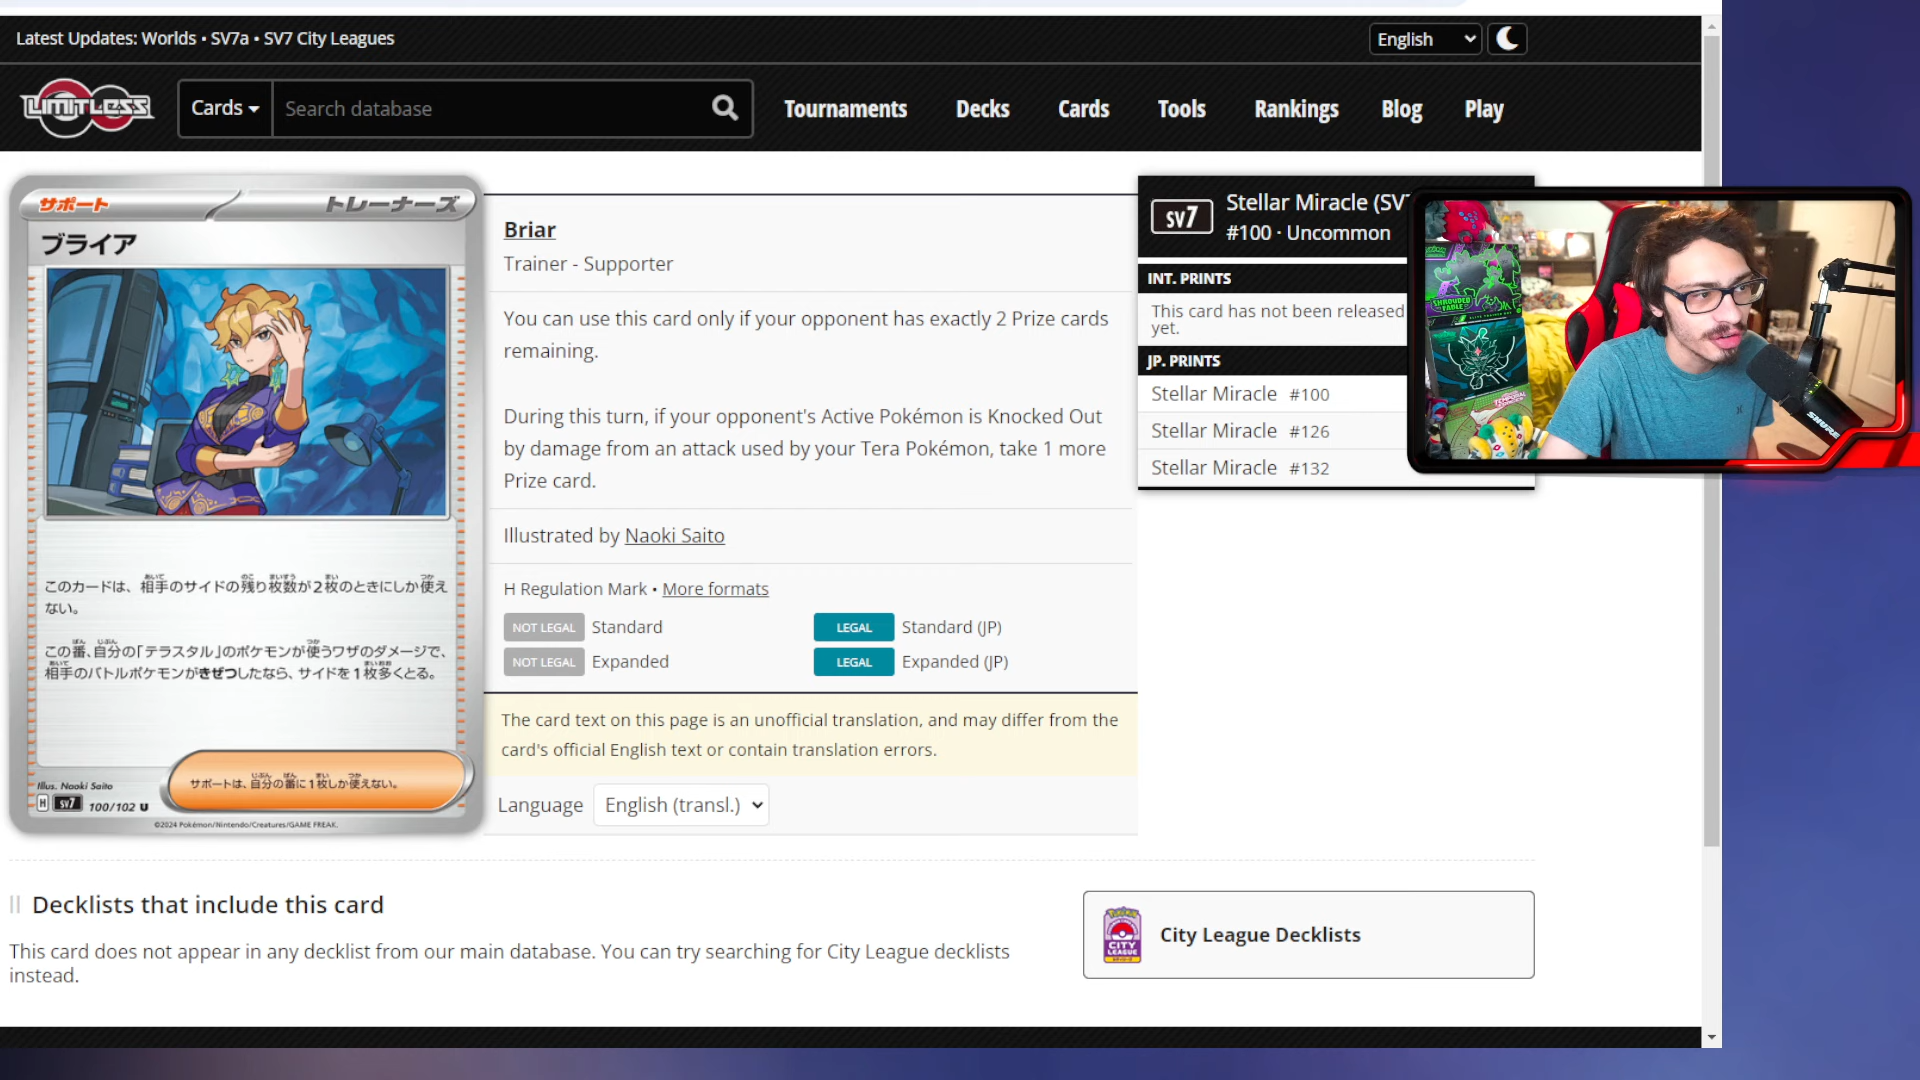 Latest Updates: Worlds • SV7a • SV7 City Leagues
English
LIMITLESS
Cards
Search database
Tournaments
Decks
Cards
Tools
Rankings
Blog
Play
サポート
トレーナーズ
ブライア
このカードは、相手のサイドの残り枚数が2枚のときにしか使え
ない。
この番、自分の「テラスタル」のポケモンが使うワザのダメージで、
相手のバトルポケモンがきぜつしたなら、サイドを1枚多くとる。
サポートは、自分の番に1枚しか使えない。
Illus. Naoki Saito
H sv7 100/102 U
©2024 Pokémon/Nintendo/Creatures/GAME FREAK.
Briar
Trainer - Supporter
You can use this card only if your opponent has exactly 2 Prize cards
remaining.
During this turn, if your opponent's Active Pokémon is Knocked Out
by damage from an attack used by your Tera Pokémon, take 1 more
Prize card.
Illustrated by Naoki Saito
H Regulation Mark • More formats
NOT LEGAL Standard
LEGAL Standard (JP)
NOT LEGAL Expanded
LEGAL Expanded (JP)
The card text on this page is an unofficial translation, and may differ from the
card's official English text or contain translation errors.
Language English (transl.)
sv7
Stellar Miracle (SV7
#100 · Uncommon
INT. PRINTS
This card has not been released
yet.
JP. PRINTS
Stellar Miracle #100
Stellar Miracle #126
Stellar Miracle #132
SHROUDED
FABLE
SHURE
Decklists that include this card
This card does not appear in any decklist from our main database. You can try searching for City League decklists
instead.
CITY
LEAGUE
City League Decklists